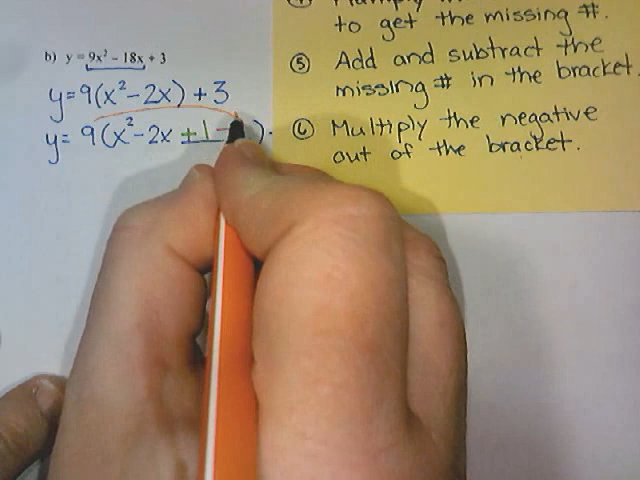 to get the missing #.
b) y = 9x² – 18x + 3
⑤ Add and subtract the
missing # in the bracket.
y=9(x²-2x)+3
y= 9(x²-2x +1-
⑥ Multiply the negative
out of the bracket.